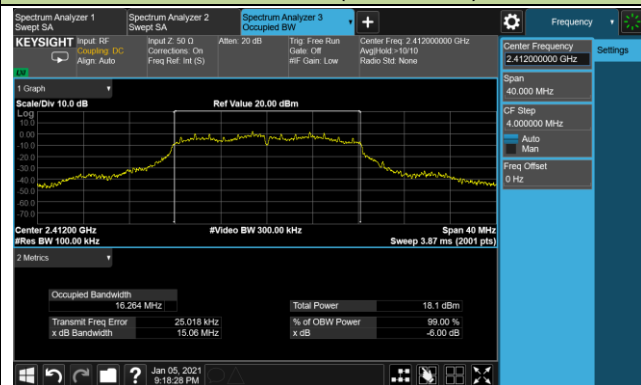 Spectrum Analyzer 1
Swept SA
Spectrum Analyzer 2
Swept SA
Spectrum Analyzer 3
Occupied BW
Frequency
KEYSIGHT
Input: RF
Coupling: DC
Align: Auto
Input Z: 50 Ω
Corrections: On
Freq Ref: Int (S)
Atten: 20 dB
Trig: Free Run
Gate: Off
#IF Gain: Low
Center Freq: 2.412000000 GHz
Avg|Hold:>10/10
Radio Std: None
Center Frequency
2.412000000 GHz
Settings
Span
40.000 MHz
CF Step
4.000000 MHz
Auto
Man
Freq Offset
0 Hz
1 Graph
Scale/Div 10.0 dB
Ref Value 20.00 dBm
Log
10.0
0.00
-10.0
-20.0
-30.0
-40.0
-50.0
-60.0
-70.0
Center 2.41200 GHz
#Video BW 300.00 kHz
Span 40 MHz
#Res BW 100.00 kHz
Sweep 3.87 ms (2001 pts)
2 Metrics
Occupied Bandwidth
16.264 MHz
Total Power
18.1 dBm
Transmit Freq Error
25.018 kHz
% of OBW Power
99.00 %
x dB Bandwidth
15.06 MHz
x dB
-6.00 dB
Jan 05, 2021
9:18:28 PM